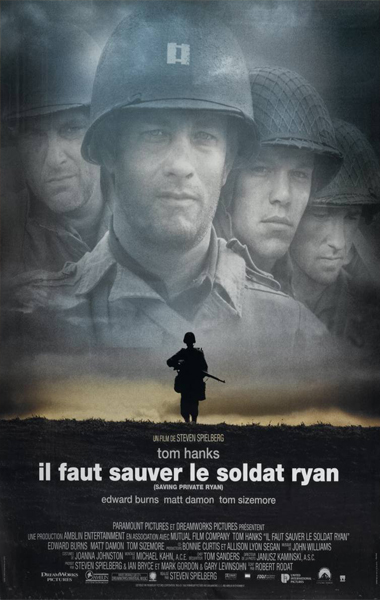 UN FILM DE STEVEN SPIELBERG
tom hanks
il faut sauver le soldat ryan
(SAVING PRIVATE RYAN)
edward burns matt damon tom sizemore
PARAMOUNT PICTURES ET DREAMWORKS PICTURES PRÉSENTENT
UNE PRODUCTION AMBLIN ENTERTAINMENT EN ASSOCIATION AVEC MUTUAL FILM COMPANY TOM HANKS "IL FAUT SAUVER LE SOLDAT RYAN"
EDWARD BURNS MATT DAMON TOM SIZEMORE BONNIE CURTIS ET ALLISON LYON SEGAN JOHN WILLIAMS
JOANNA JOHNSTON MICHAEL KAHN, A.C.E. TOM SANDERS JANUSZ KAMINSKI, A.S.C.
STEVEN SPIELBERG & IAN BRYCE ET MARK GORDON & GARY LEVINSOHN ROBERT RODAT
STEVEN SPIELBERG
DREAMWORKS
PICTURES